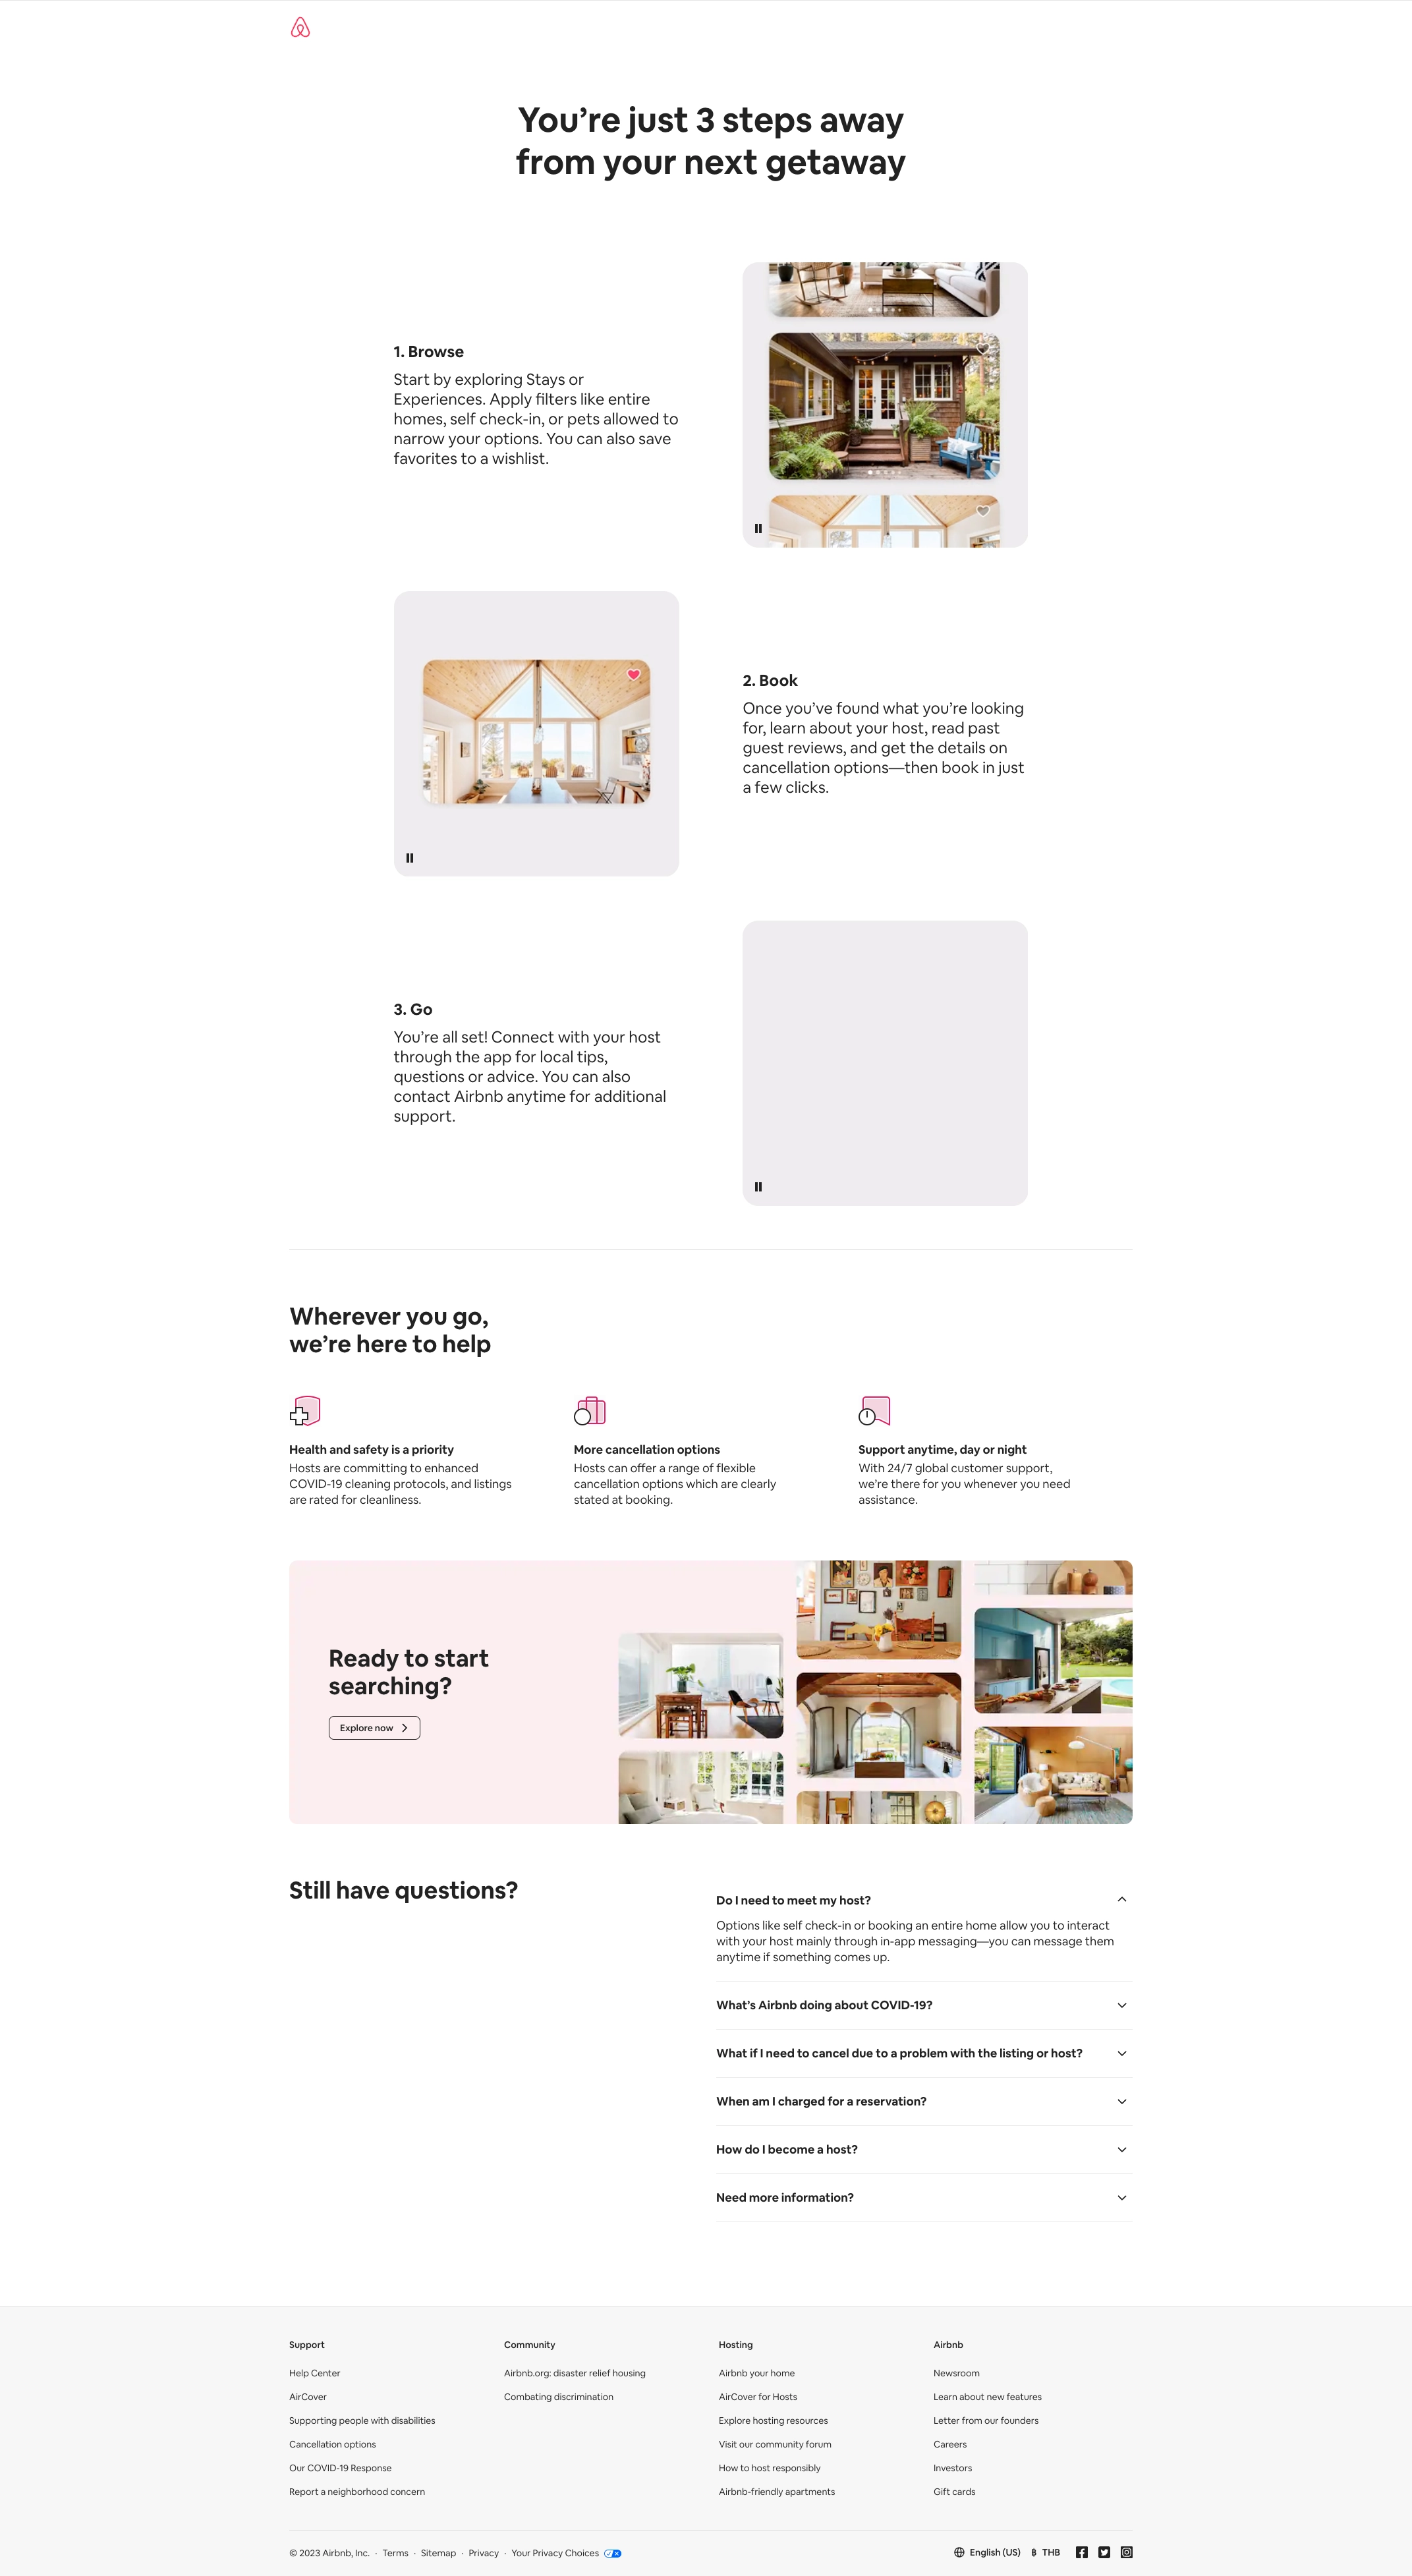 You’re just 3 steps away
from your next getaway
1. Browse
Start by exploring Stays or
Experiences. Apply filters like entire
homes, self check-in, or pets allowed to
narrow your options. You can also save
favorites to a wishlist.
2. Book
Once you’ve found what you’re looking
for, learn about your host, read past
guest reviews, and get the details on
cancellation options—then book in just
a few clicks.
3. Go
You’re all set! Connect with your host
through the app for local tips,
questions or advice. You can also
contact Airbnb anytime for additional
support.
Wherever you go,
we’re here to help
Health and safety is a priority
Hosts are committing to enhanced
COVID-19 cleaning protocols, and listings
are rated for cleanliness.
More cancellation options
Hosts can offer a range of flexible
cancellation options which are clearly
stated at booking.
Support anytime, day or night
With 24/7 global customer support,
we’re there for you whenever you need
assistance.
Ready to start
searching?
Explore now
Still have questions?
Do I need to meet my host?
Options like self check-in or booking an entire home allow you to interact
with your host mainly through in-app messaging—you can message them
anytime if something comes up.
What’s Airbnb doing about COVID-19?
What if I need to cancel due to a problem with the listing or host?
When am I charged for a reservation?
How do I become a host?
Need more information?
Support
Help Center
AirCover
Supporting people with disabilities
Cancellation options
Our COVID-19 Response
Report a neighborhood concern
Community
Airbnb.org: disaster relief housing
Combating discrimination
Hosting
Airbnb your home
AirCover for Hosts
Explore hosting resources
Visit our community forum
How to host responsibly
Airbnb-friendly apartments
Airbnb
Newsroom
Learn about new features
Letter from our founders
Careers
Investors
Gift cards
© 2023 Airbnb, Inc. · Terms · Sitemap · Privacy · Your Privacy Choices
English (US) ฿ THB